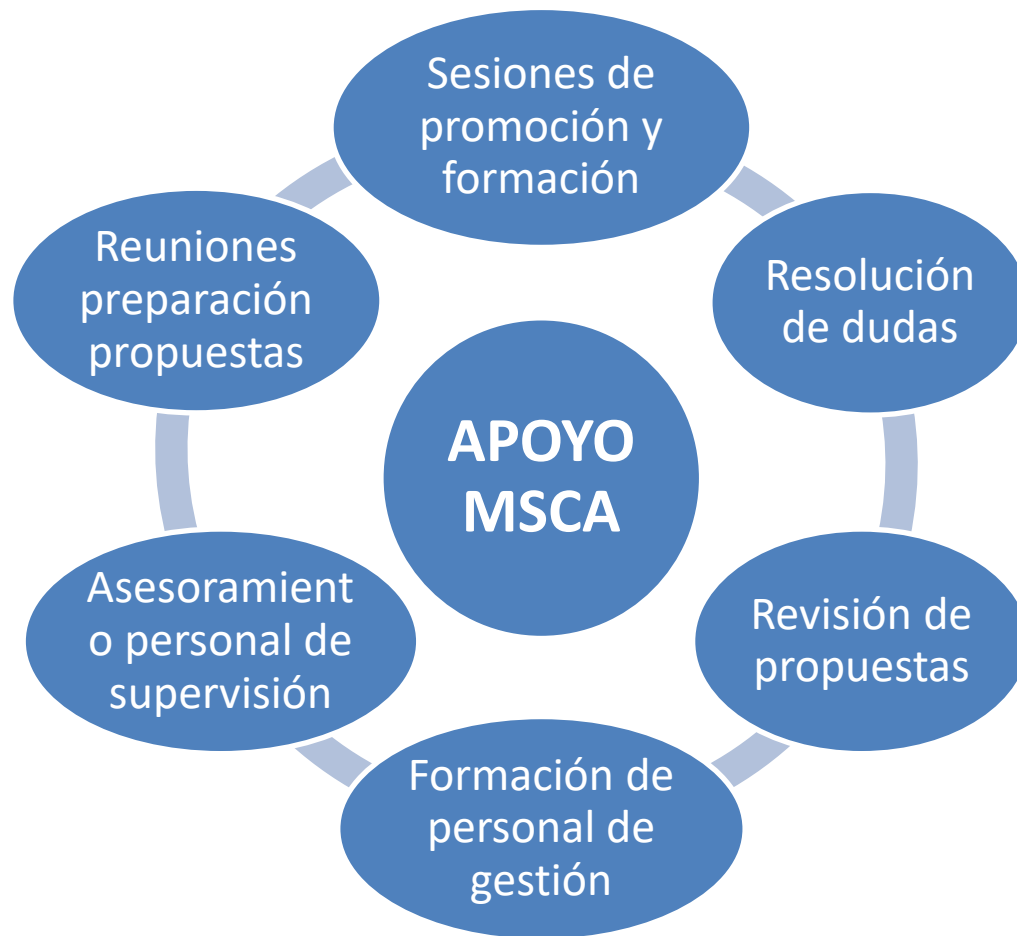 Sesiones de
promoción y
formación
Resolución
de dudas
Revisión de
propuestas
Formación de
personal de
gestión
Asesoramient
o personal de
supervisión
Reuniones
preparación
propuestas
APOYO
MSCA